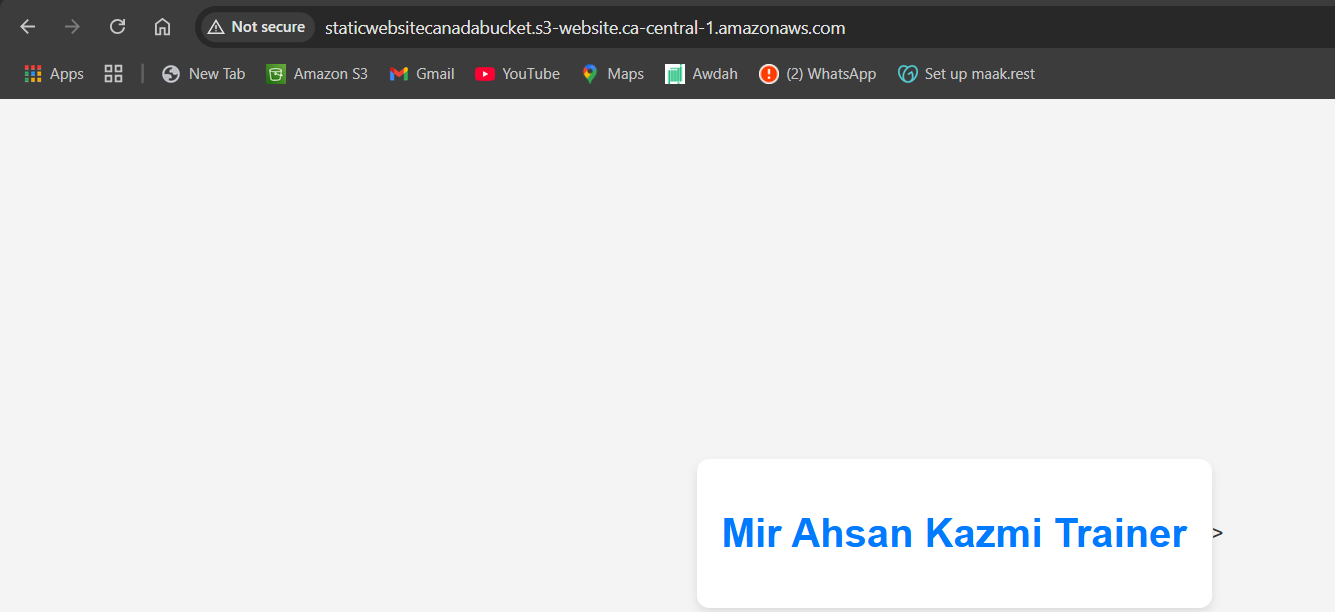 Not secure staticwebsitecanadabucket.s3-website.ca-central-1.amazonaws.com
Apps New Tab Amazon S3 Gmail YouTube Maps Awdah (2) WhatsApp Set up maak.rest
Mir Ahsan Kazmi Trainer >